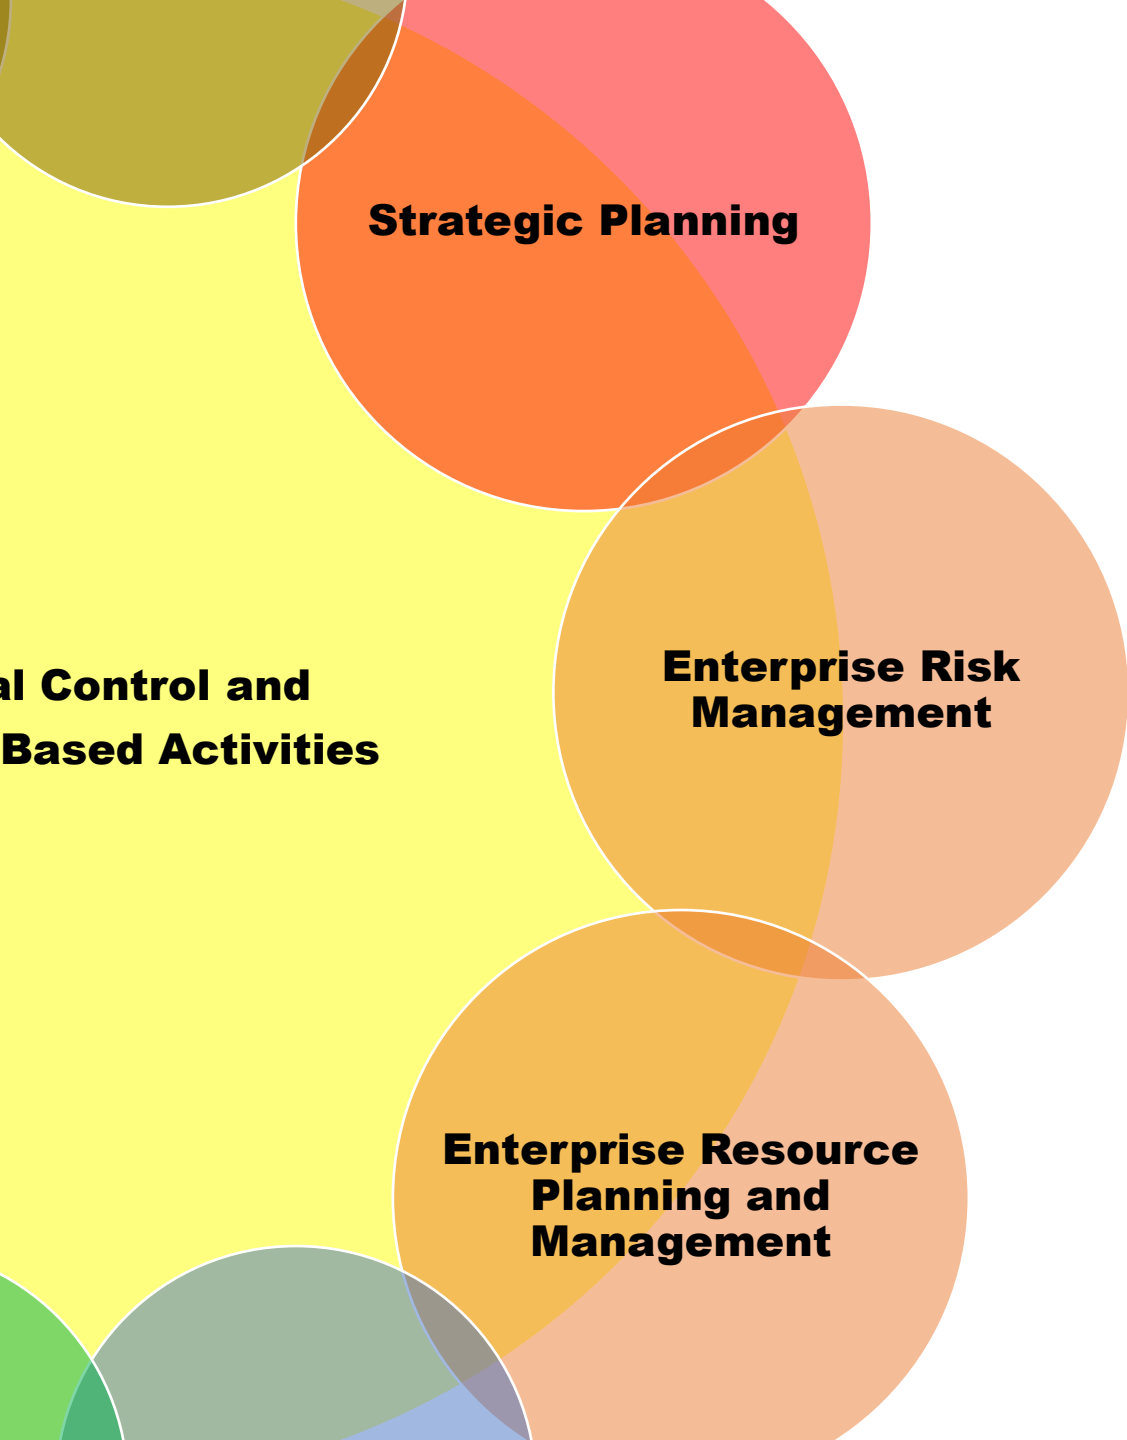 Strategic Planning
Enterprise Risk
Management
al Control and
Based Activities
Enterprise Resource
Planning and
Management